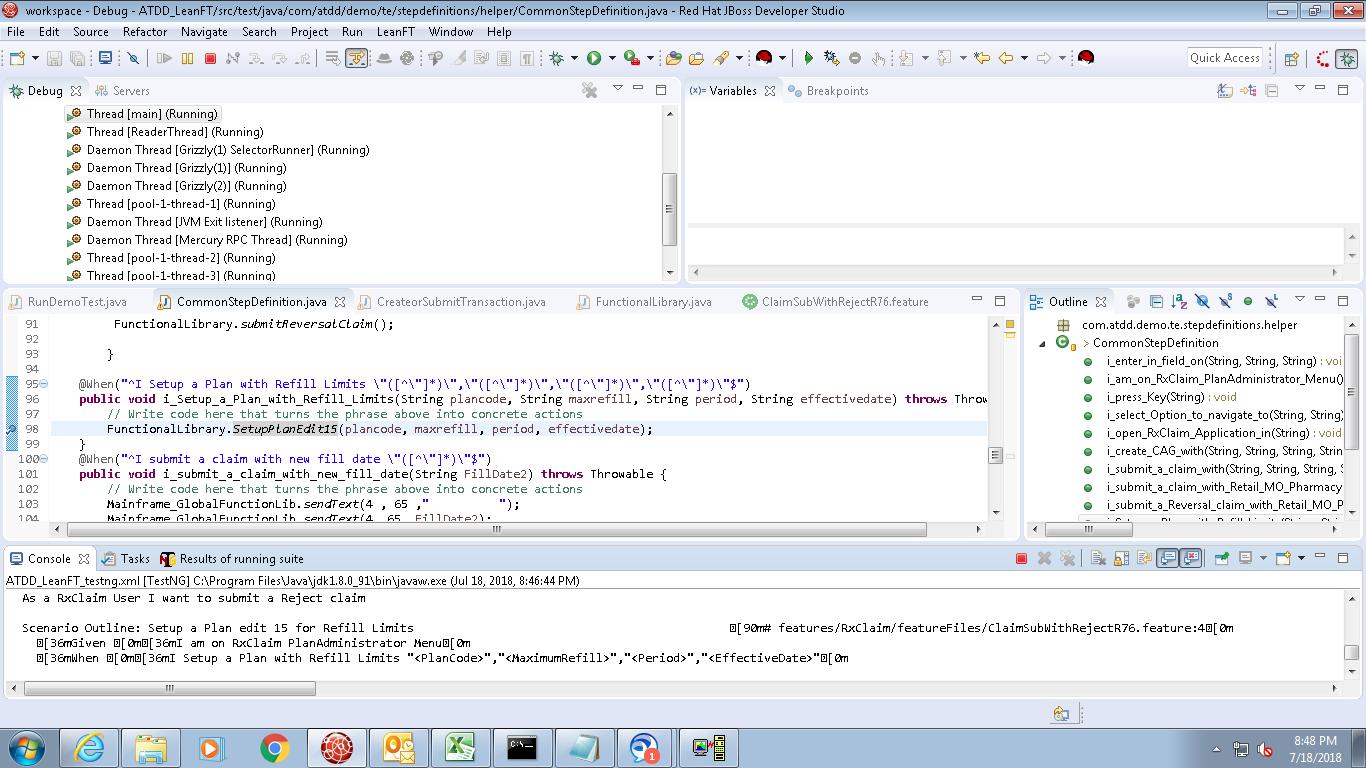 workspace - Debug - ATDD_LeanFT/src/test/java/com/atdd/demo/te/stepdefinitions/helper/CommonStepDefinition.java - Red Hat JBoss Developer Studio
File Edit Source Refactor Navigate Search Project Run LeanFT Window Help
Quick Access
Debug Servers
Thread [main] (Running)
Thread [ReaderThread] (Running)
Daemon Thread [Grizzly(1) SelectorRunner] (Running)
Daemon Thread [Grizzly(1)] (Running)
Daemon Thread [Grizzly(2)] (Running)
Thread [pool-1-thread-1] (Running)
Daemon Thread [JVM Exit listener] (Running)
Daemon Thread [Mercury RPC Thread] (Running)
Thread [pool-1-thread-2] (Running)
Thread [pool-1-thread-3] (Running)
(x)= Variables Breakpoints
RunDemoTest.java CommonStepDefinition.java CreateorSubmitTransaction.java FunctionalLibrary.java ClaimSubWithRejectR76.feature
91 FunctionalLibrary.submitReversalClaim();
92
93 }
94
95 @When("^I Setup a Plan with Refill Limits \"([^\"]*)\",\"([^\"]*)\",\"([^\"]*)\",\"([^\"]*)\"$")
96 public void i_Setup_a_Plan_with_Refill_Limits(String plancode, String maxrefill, String period, String effectivedate) throws Throw
97 // Write code here that turns the phrase above into concrete actions
98 FunctionalLibrary.SetupPlanEdit15(plancode, maxrefill, period, effectivedate);
99 }
100 @When("^I submit a claim with new fill date \"([^\"]*)\"$")
101 public void i_submit_a_claim_with_new_fill_date(String FillDate2) throws Throwable {
102 // Write code here that turns the phrase above into concrete actions
103 Mainframe_GlobalFunctionLib.sendText(4 , 65 ," ");
104 Mainframe_GlobalFunctionLib.sendText(4, 65, FillDate2);
Outline
com.atdd.demo.te.stepdefinitions.helper
> CommonStepDefinition
i_enter_in_field_on(String, String, String) : voi
i_am_on_RxClaim_PlanAdministrator_Menu()
i_press_Key(String) : void
i_select_Option_to_navigate_to(String, String)
i_open_RxClaim_Application_in(String) : void
i_create_CAG_with(String, String, String, String
i_submit_a_claim_with(String, String, String, S
i_submit_a_claim_with_Retail_MO_Pharmacy
i_submit_a_Reversal_claim_with_Retail_MO_P
Console Tasks Results of running suite
ATDD_LeanFT_testng.xml [TestNG] C:\Program Files\Java\jdk1.8.0_91\bin\javaw.exe (Jul 18, 2018, 8:46:44 PM)
As a RxClaim User I want to submit a Reject claim
Scenario Outline: Setup a Plan edit 15 for Refill Limits [90m# features/RxClaim/featureFiles/ClaimSubWithRejectR76.feature:4[0m
[36mGiven [0m[36mI am on RxClaim PlanAdministrator Menu[0m
[36mWhen [0m[36mI Setup a Plan with Refill Limits "<PlanCode>","<MaximumRefill>","<Period>","<EffectiveDate>"[0m
1
8:48 PM
7/18/2018